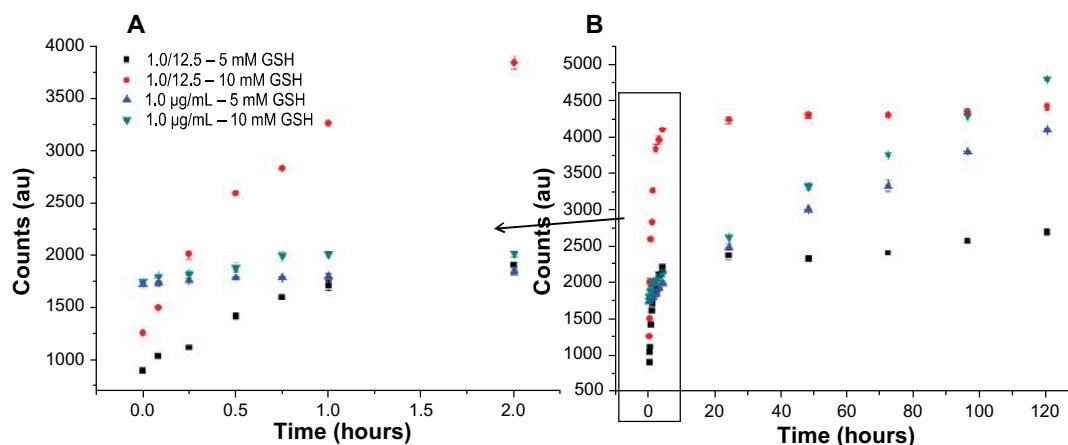 A
4000
3500
3000
2500
2000
1500
1000
Counts (au)
1.0/12.5 – 5 mM GSH
1.0/12.5 – 10 mM GSH
1.0 µg/mL – 5 mM GSH
1.0 µg/mL – 10 mM GSH
0.0 0.5 1.0 1.5 2.0
Time (hours)
B
5000
4500
4000
3500
3000
2500
2000
1500
1000
500
Counts (au)
0 20 40 60 80 100 120
Time (hours)